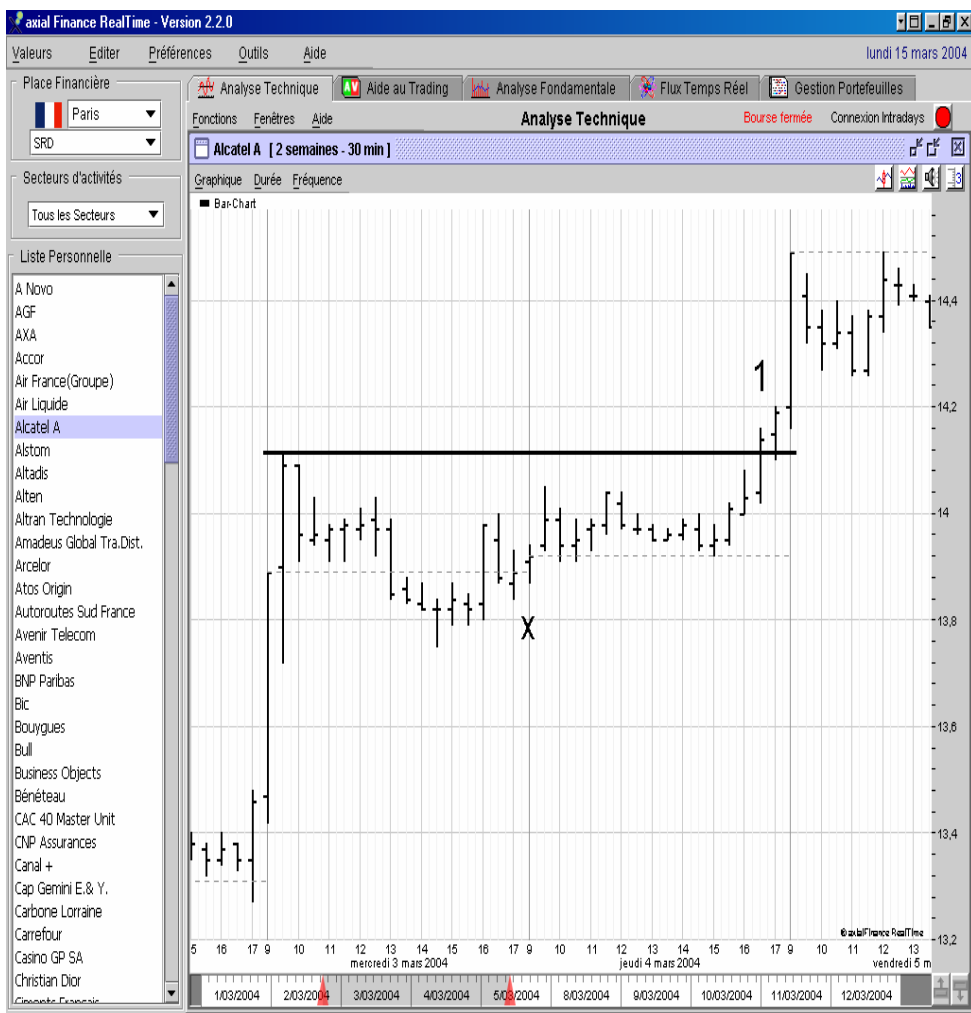 axial Finance RealTime - Version 2.2.0
Valeurs Editer Préférences Outils Aide lundi 15 mars 2004
Place Financière
Paris
SRD
Secteurs d'activités
Tous les Secteurs
Liste Personnelle
A Novo
AGF
AXA
Accor
Air France(Groupe)
Air Liquide
Alcatel A
Alstom
Altadis
Alten
Altran Technologie
Amadeus Global Tra.Dist.
Arcelor
Atos Origin
Autoroutes Sud France
Avenir Telecom
Aventis
BNP Paribas
Bic
Bouygues
Bull
Business Objects
Bénéteau
CAC 40 Master Unit
CNP Assurances
Canal +
Cap Gemini E.& Y.
Carbone Lorraine
Carrefour
Casino GP SA
Christian Dior
Ciments Français
Analyse Technique Aide au Trading Analyse Fondamentale Flux Temps Réel Gestion Portefeuilles
Fonctions Fenêtres Aide Analyse Technique Bourse fermée Connexion Intradays
Alcatel A [ 2 semaines - 30 min ]
Graphique Durée Fréquence
Bar-Chart
14,4
1
14,2
14
13,8
X
13,6
13,4
©axialFinance RealTime
13,2
5 16 17 9 10 11 12 13 14 15 16 17 9 10 11 12 13 14 15 16 17 9 10 11 12 13
mercredi 3 mars 2004 jeudi 4 mars 2004 vendredi 5 m
1/03/2004 2/03/2004 3/03/2004 4/03/2004 5/03/2004 8/03/2004 9/03/2004 10/03/2004 11/03/2004 12/03/2004